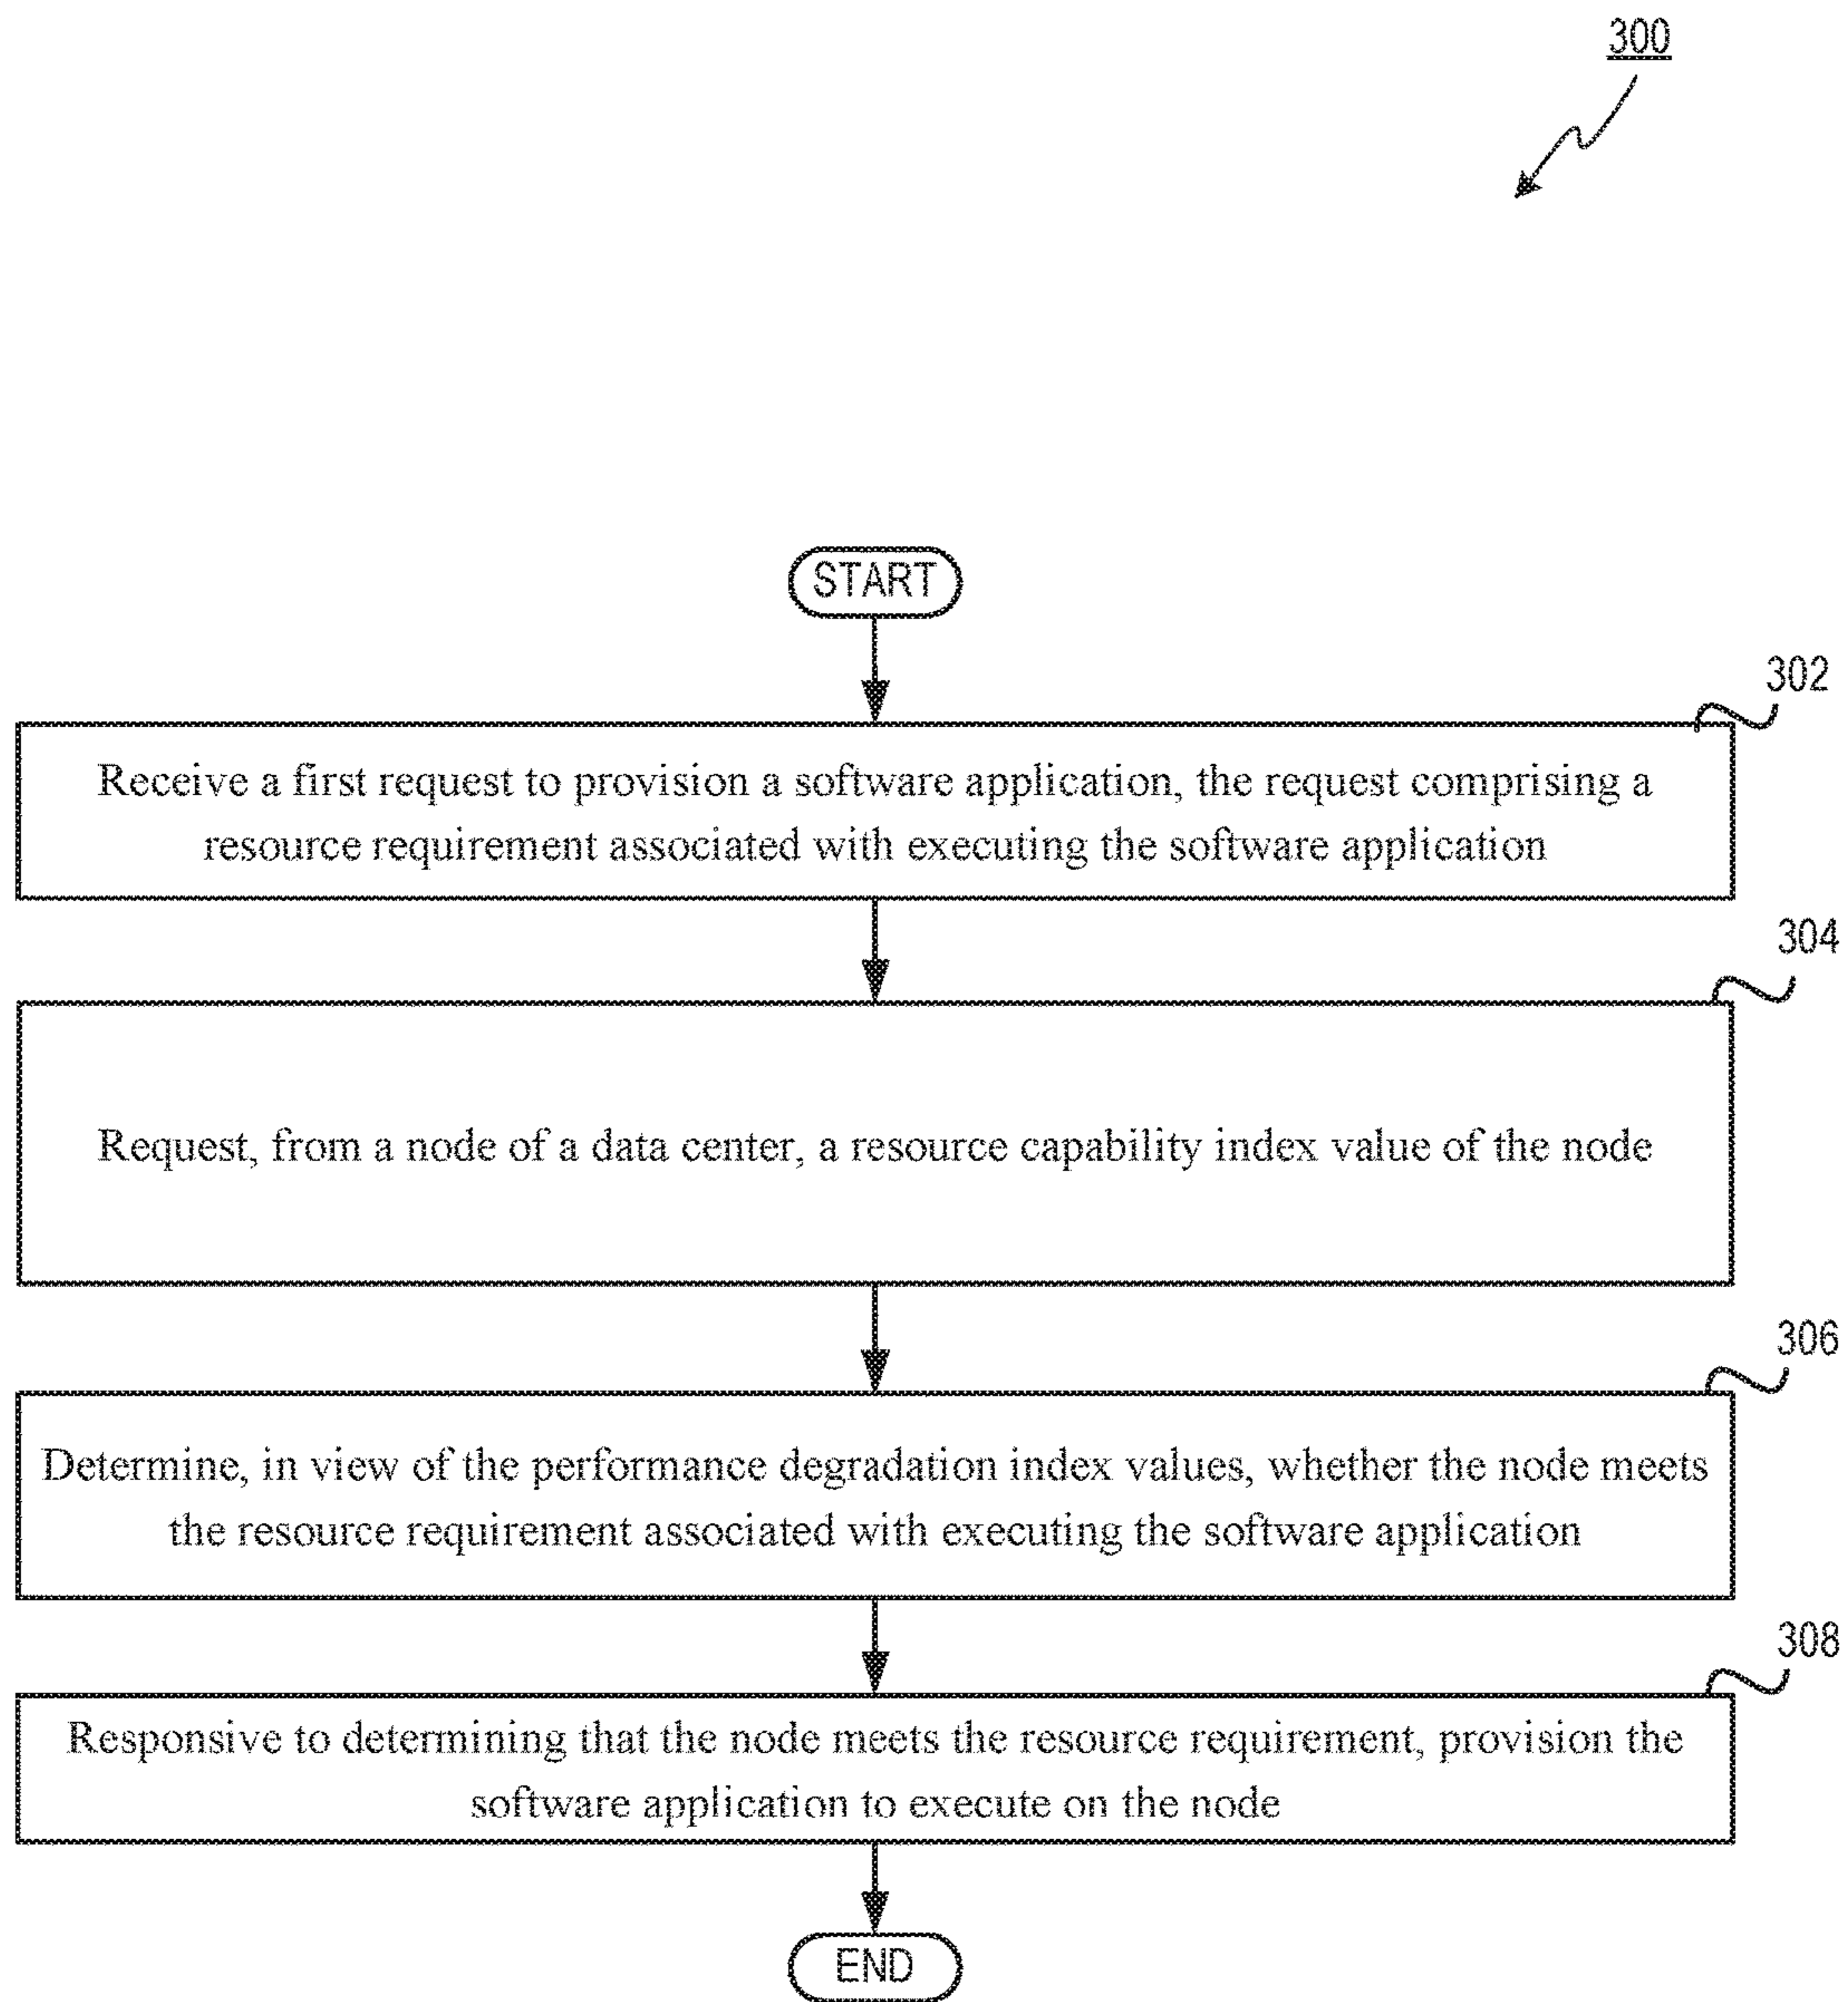 300
START
302
Receive a first request to provision a software application, the request comprising a
resource requirement associated with executing the software application
304
Request, from a node of a data center, a resource capability index value of the node
306
Determine, in view of the performance degradation index values, whether the node meets
the resource requirement associated with executing the software application
308
Responsive to determining that the node meets the resource requirement, provision the
software application to execute on the node
END